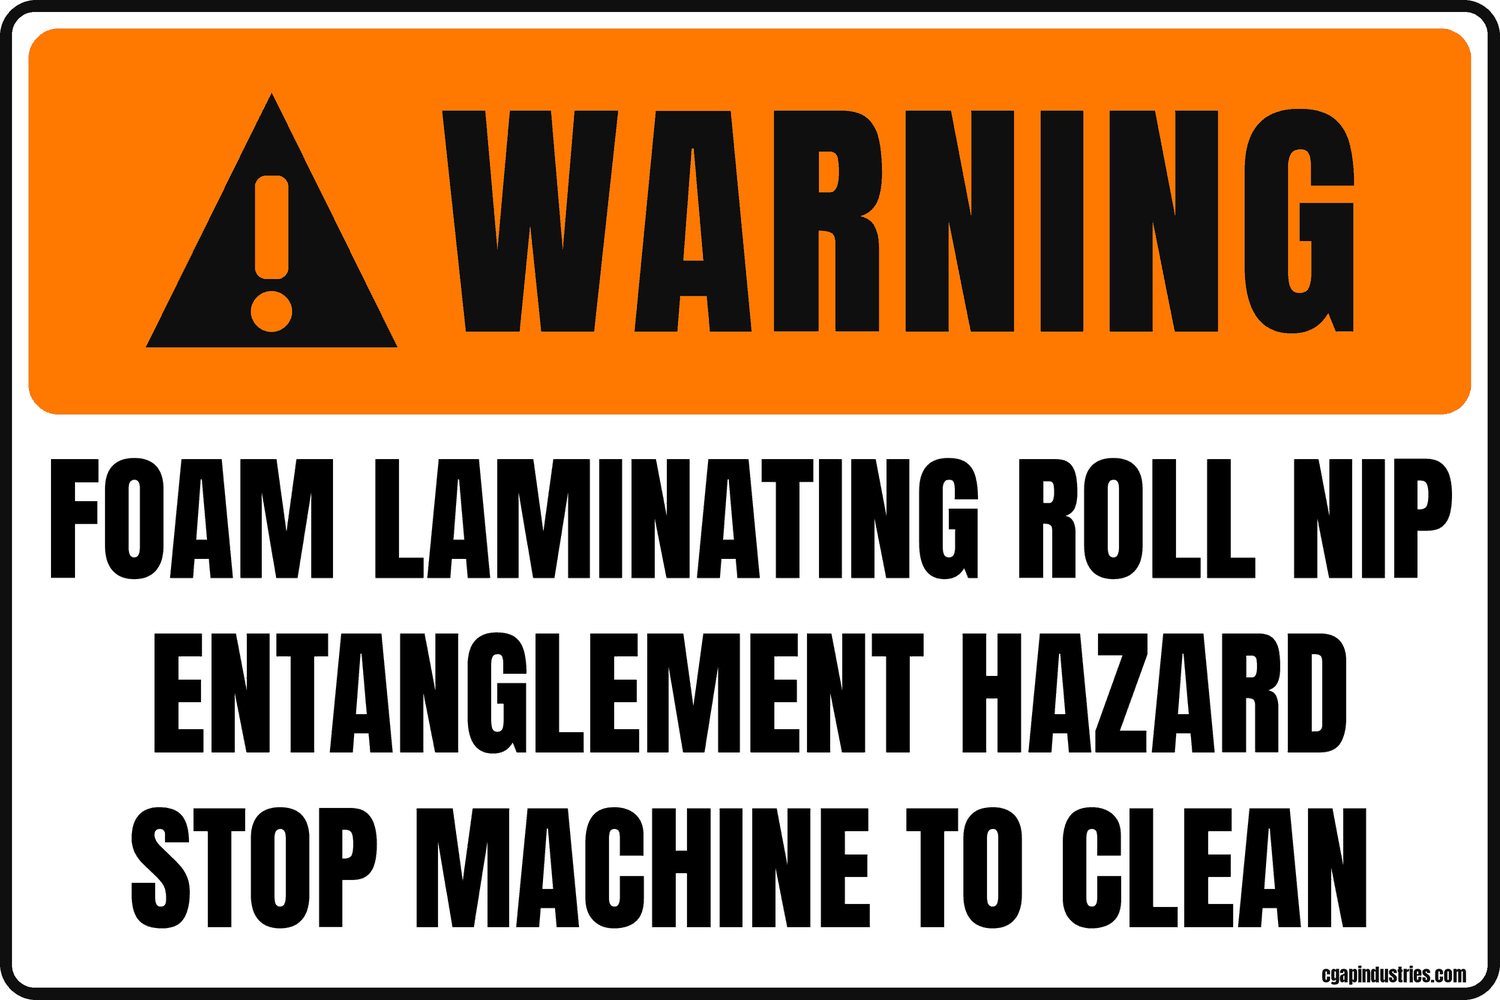 WARNING
FOAM LAMINATING ROLL NIP
ENTANGLEMENT HAZARD
STOP MACHINE TO CLEAN
cgapindustries.com